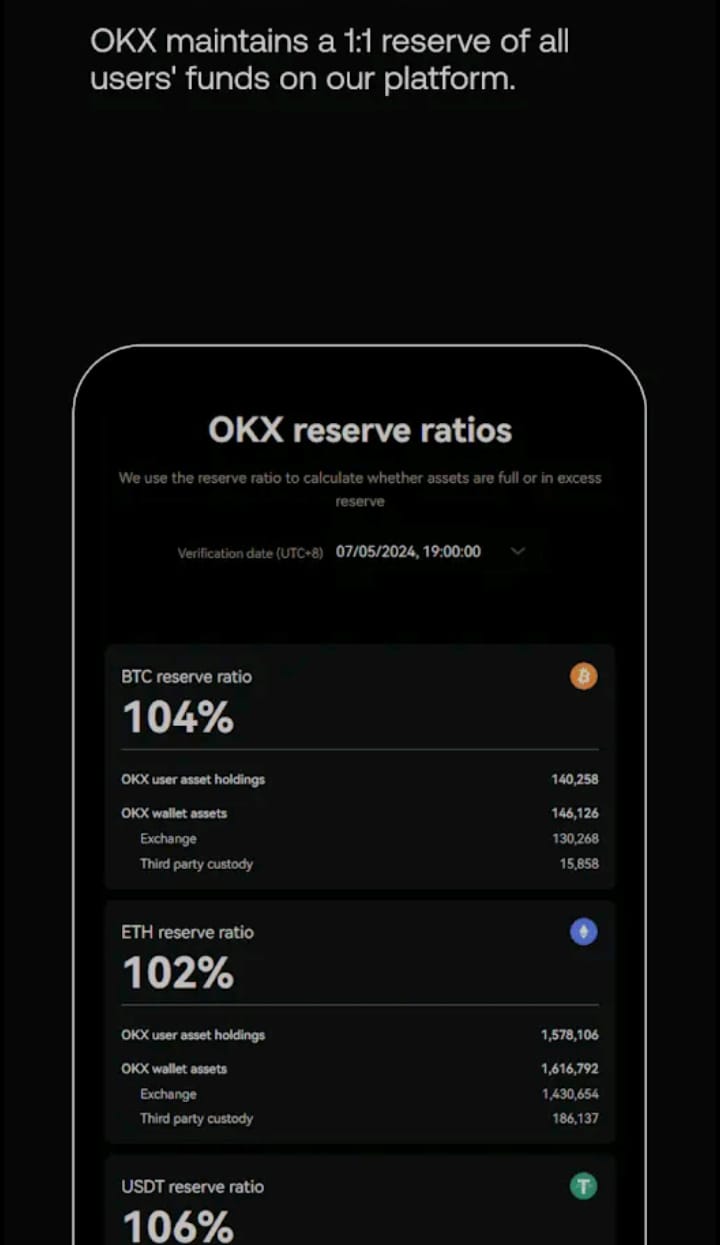 OKX maintains a 1:1 reserve of all
users' funds on our platform.
OKX reserve ratios
We use the reserve ratio to calculate whether assets are full or in excess
reserve
Verification date (UTC+8) 07/05/2024, 19:00:00
BTC reserve ratio
104%
OKX user asset holdings 140,258
OKX wallet assets 146,126
Exchange 130,268
Third party custody 15,858
ETH reserve ratio
102%
OKX user asset holdings 1,578,106
OKX wallet assets 1,616,792
Exchange 1,430,654
Third party custody 186,137
USDT reserve ratio
106%